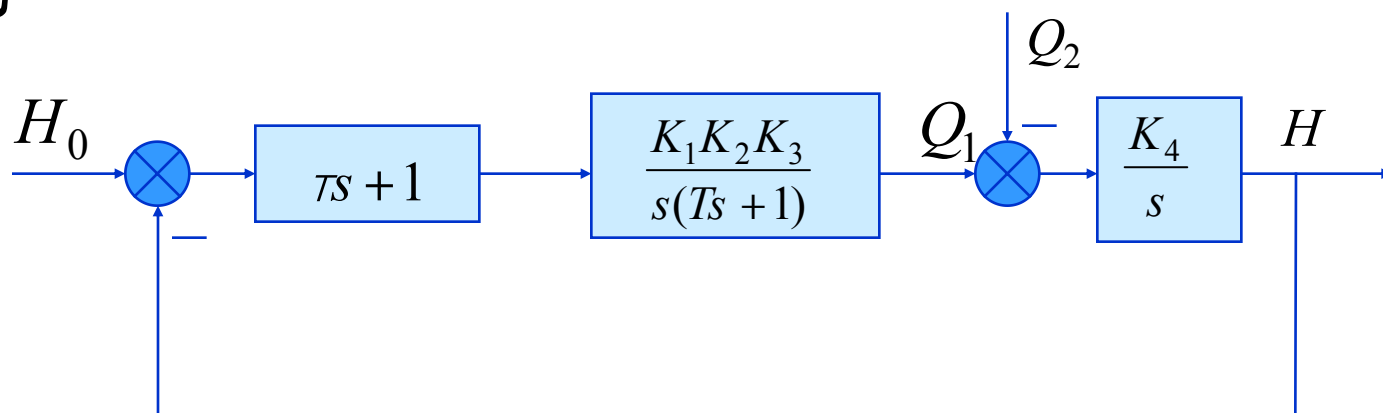 H₀
τs + 1
K₁K₂K₃
s(Ts + 1)
Q₁
Q₂
−
K₄
s
H
−